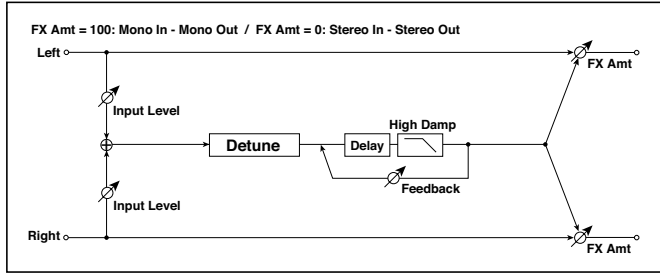 FX Amt = 100: Mono In - Mono Out / FX Amt = 0: Stereo In - Stereo Out
Left
FX Amt
Input Level
High Damp
Detune
Delay
Feedback
Input Level
Right
FX Amt